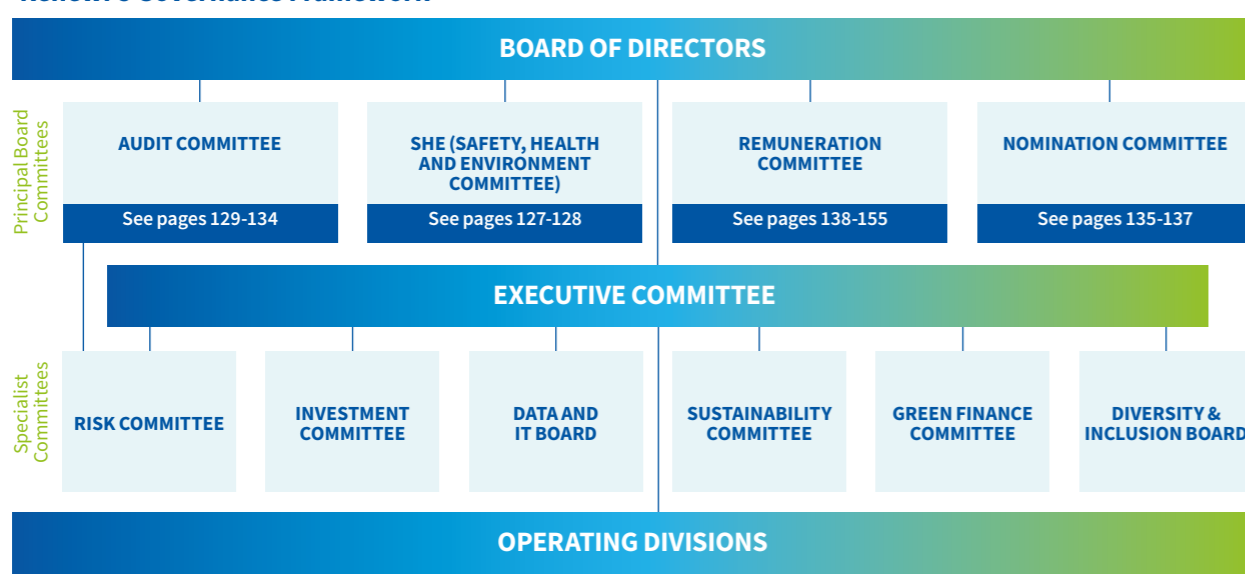 BOARD OF DIRECTORS
Principal Board
Committees
AUDIT COMMITTEE
See pages 129-134
SHE (SAFETY, HEALTH
AND ENVIRONMENT
COMMITTEE)
See pages 127-128
REMUNERATION
COMMITTEE
See pages 138-155
NOMINATION COMMITTEE
See pages 135-137
EXECUTIVE COMMITTEE
Specialist
Committees
RISK COMMITTEE
INVESTMENT
COMMITTEE
DATA AND
IT BOARD
SUSTAINABILITY
COMMITTEE
GREEN FINANCE
COMMITTEE
DIVERSITY &
INCLUSION BOARD
OPERATING DIVISIONS